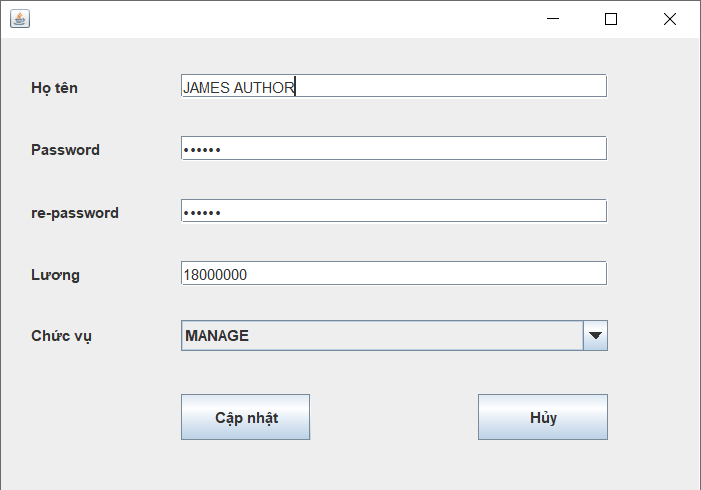 Họ tên JAMES AUTHOR
Password ••••••
re-password ••••••
Lương 18000000
Chức vụ MANAGE
Cập nhật Hủy